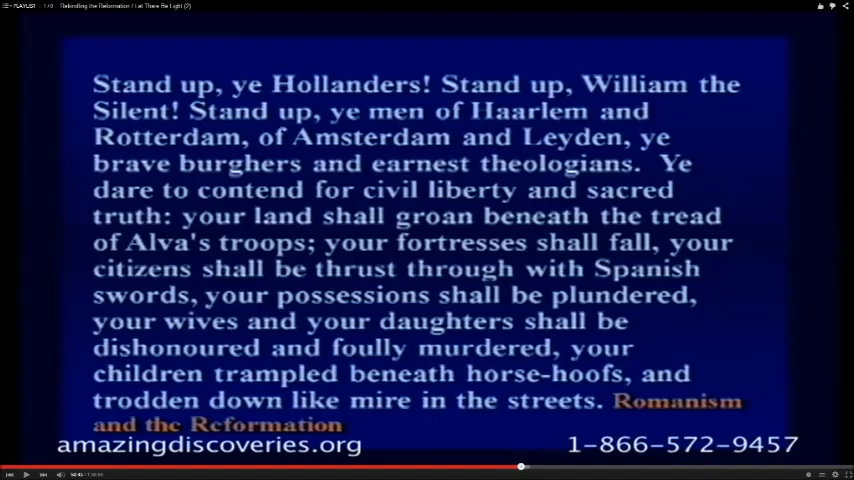 PLAYLIST
Rekindling the Reformation / Let There Be Light (2)
Stand up, ye Hollanders! Stand up, William the
Silent! Stand up, ye men of Haarlem and
Rotterdam, of Amsterdam and Leyden, ye
brave burghers and earnest theologians. Ye
dare to contend for civil liberty and sacred
truth: your land shall groan beneath the tread
of Alva's troops; your fortresses shall fall, your
citizens shall be thrust through with Spanish
swords, your possessions shall be plundered,
your wives and your daughters shall be
dishonoured and foully murdered, your
children trampled beneath horse-hoofs, and
trodden down like mire in the streets. Romanism
and the Reformation
amazingdiscoveries.org 1-866-572-9457